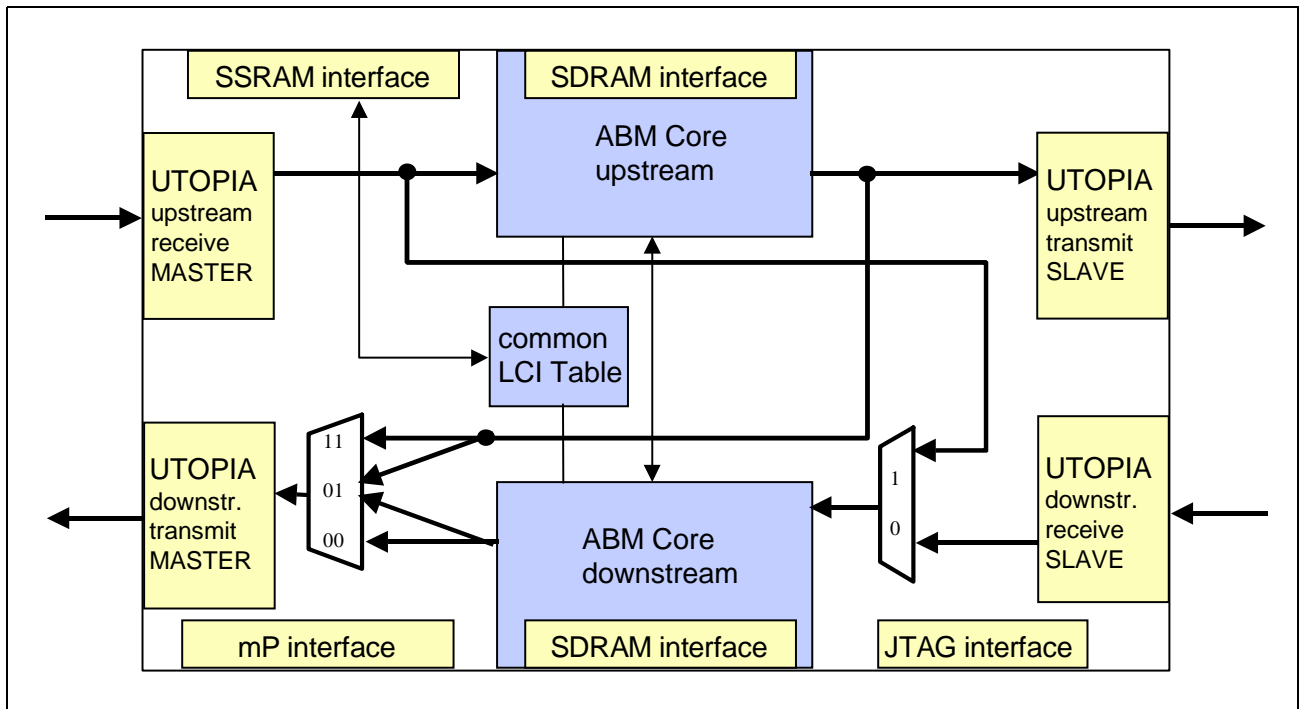 SSRAM interface
SDRAM interface
ABM Core
upstream
UTOPIA
upstream
receive
MASTER
UTOPIA
upstream
transmit
SLAVE
common
LCI Table
UTOPIA
downstr.
transmit
MASTER
11
01
00
ABM Core
downstream
1
0
UTOPIA
downstr.
receive
SLAVE
mP interface
SDRAM interface
JTAG interface